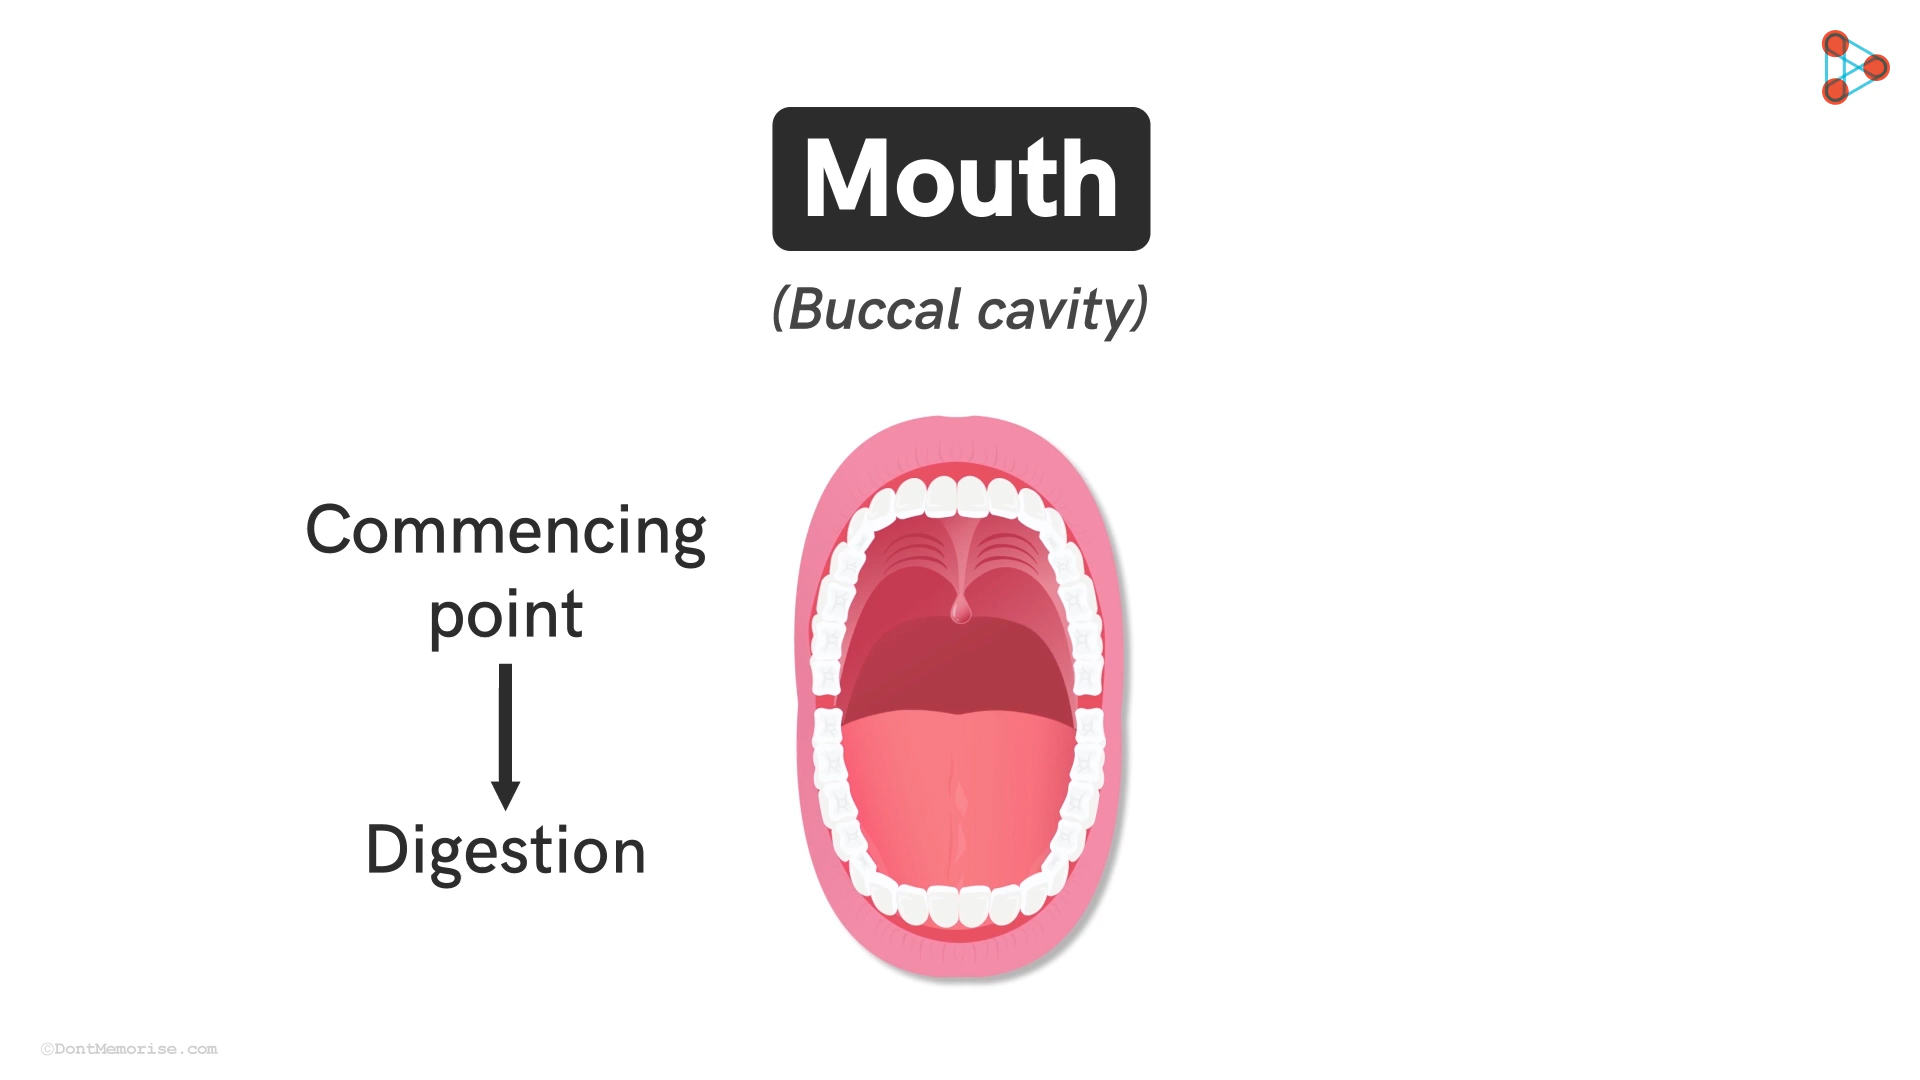 Mouth
(Buccal cavity)
Commencing
point
Digestion
©DontMemorise.com